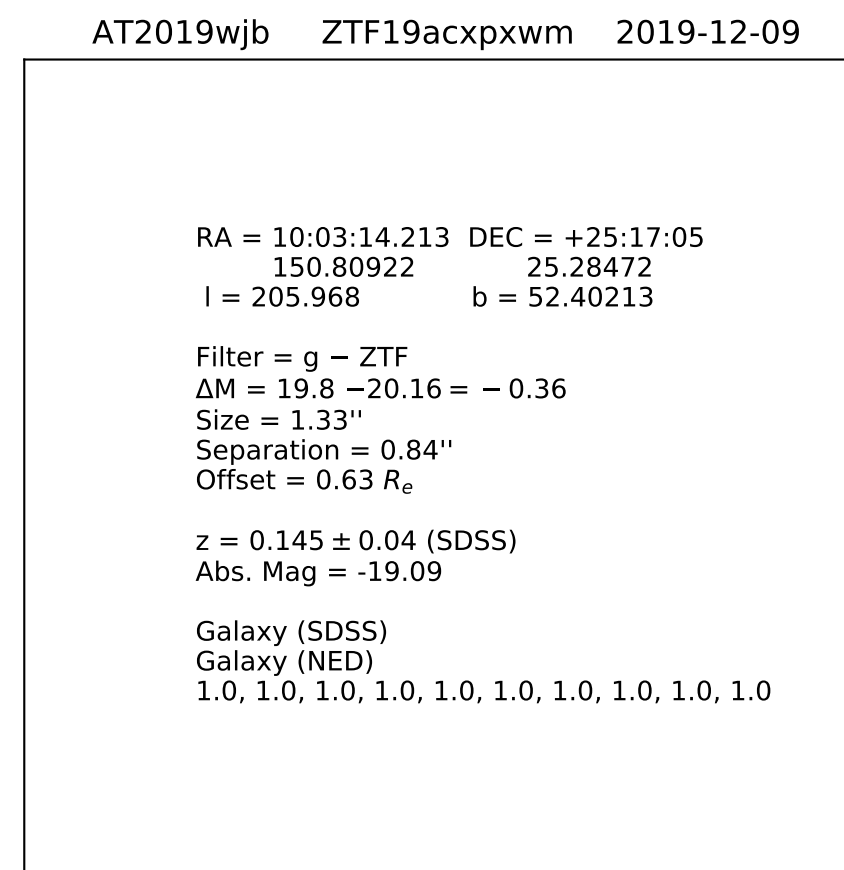 AT2019wjb ZTF19acxpxwm 2019-12-09
RA = 10:03:14.213 DEC = +25:17:05
150.80922 25.28472
l = 205.968 b = 52.40213
Filter = g − ZTF
ΔM = 19.8 −20.16 = − 0.36
Size = 1.33''
Separation = 0.84''
Offset = 0.63 Rₑ
z = 0.145 ± 0.04 (SDSS)
Abs. Mag = -19.09
Galaxy (SDSS)
Galaxy (NED)
1.0, 1.0, 1.0, 1.0, 1.0, 1.0, 1.0, 1.0, 1.0, 1.0